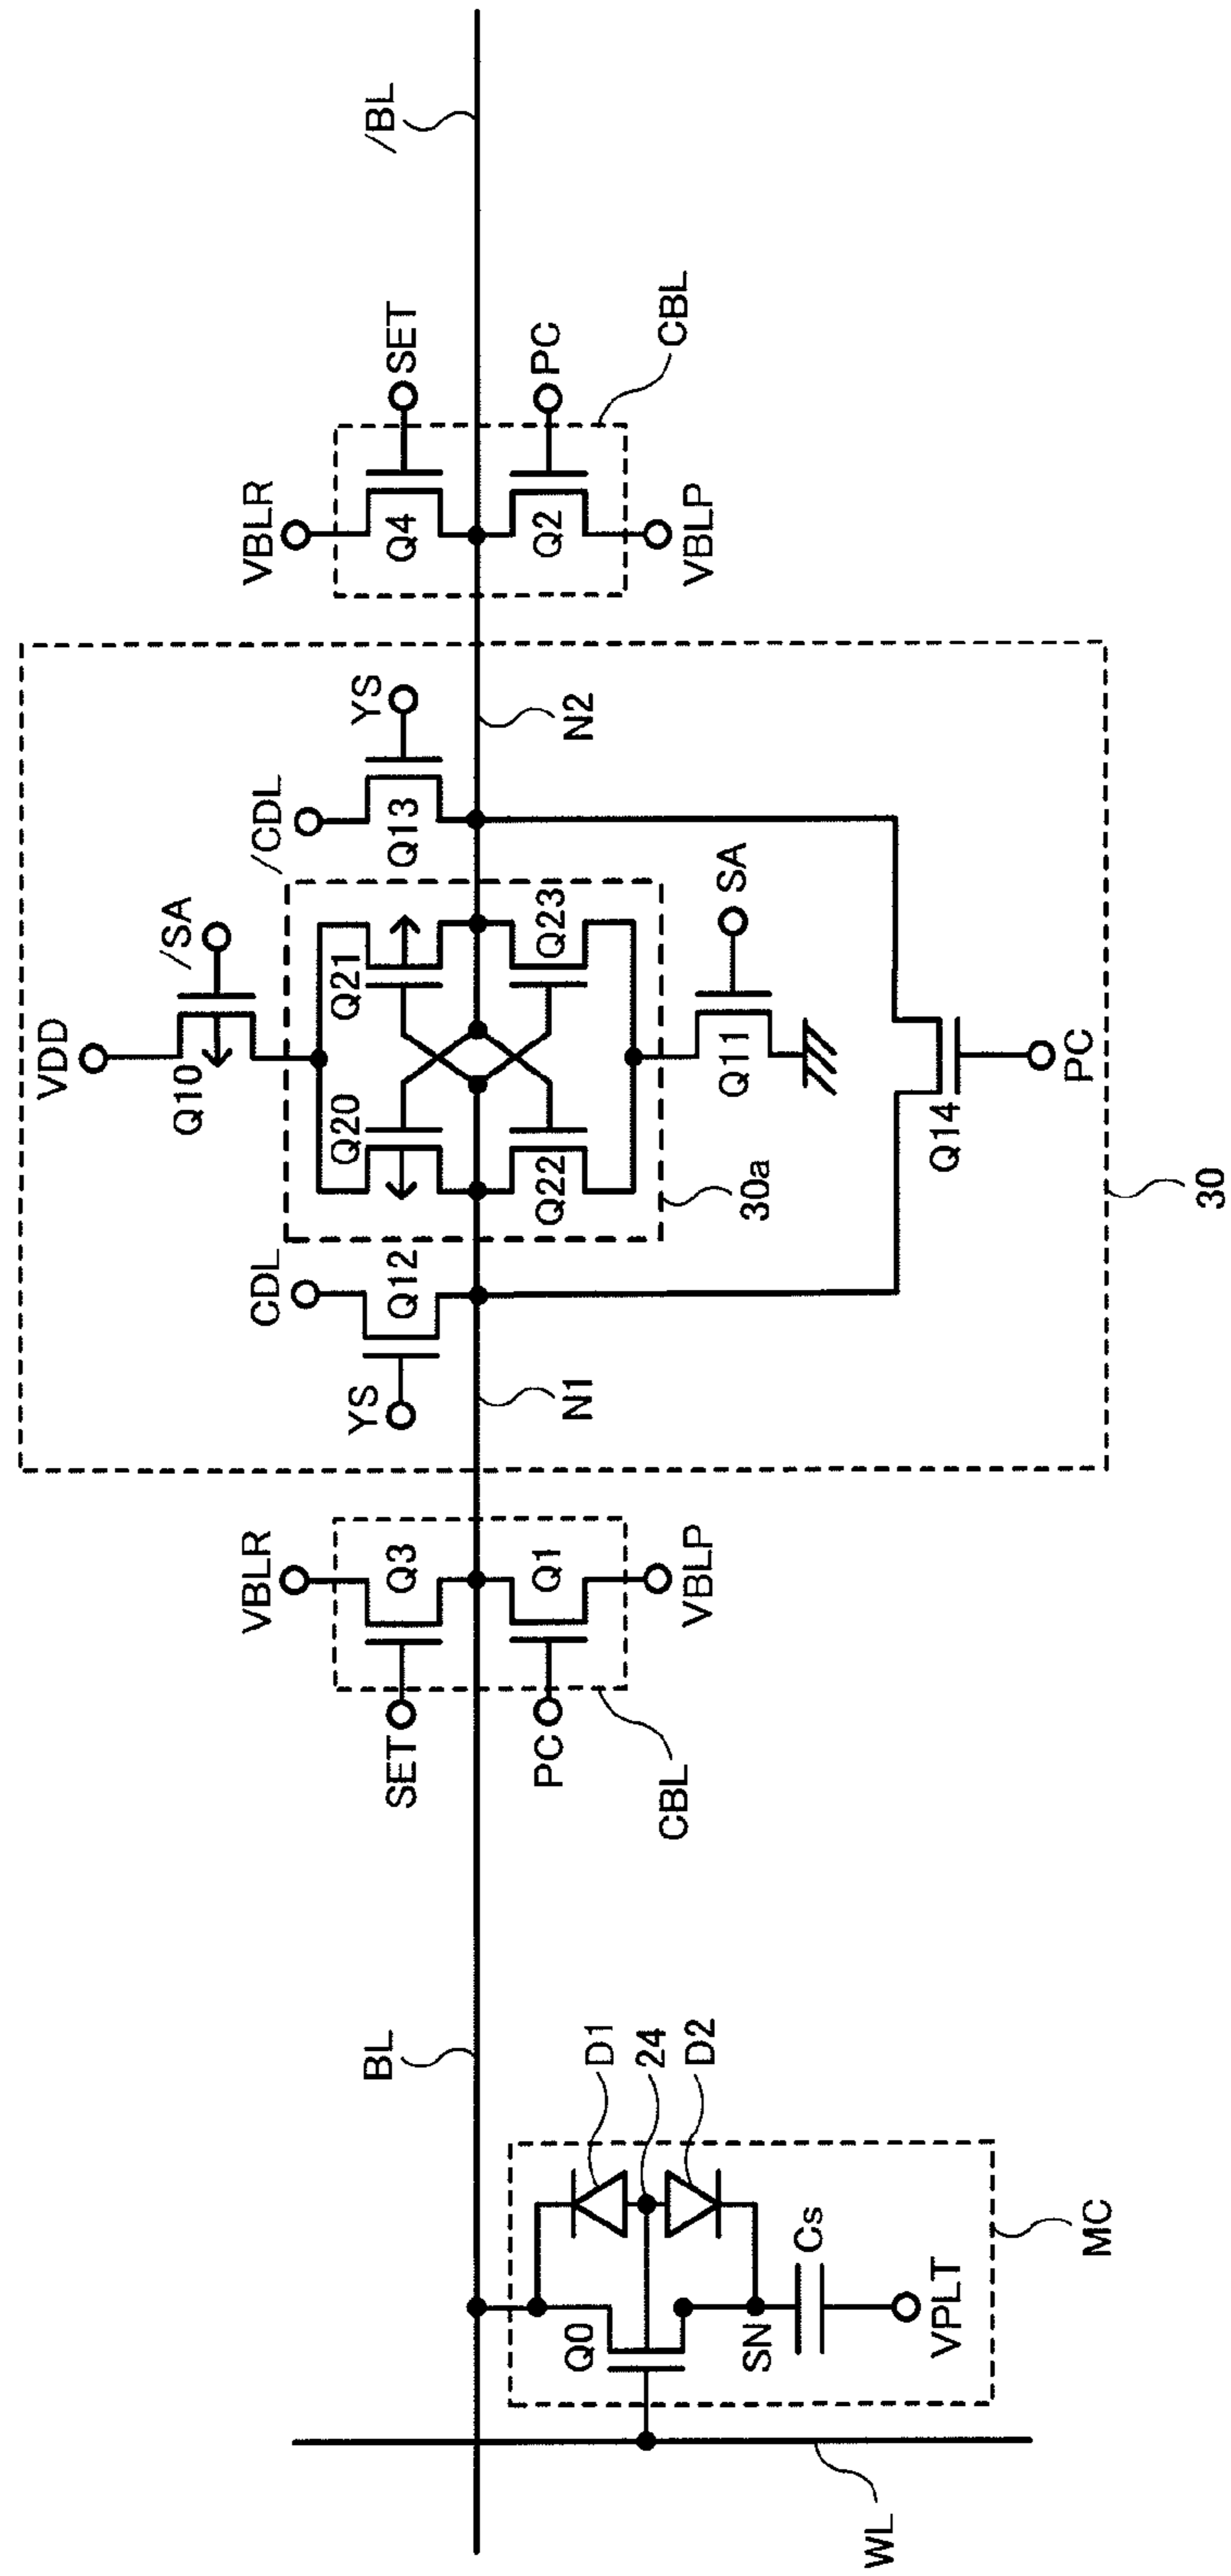 WL
BL
/BL
MC
Q0
D1
24
D2
SN
Cs
VPLT
VBLR
SET
Q3
PC
Q1
VBLP
CBL
30
N1
YS
CDL
Q12
VDD
/SA
Q10
Q20
Q21
Q22
Q23
30a
Q11
SA
/CDL
YS
Q13
N2
Q14
PC
VBLR
SET
Q4
PC
Q2
VBLP
CBL